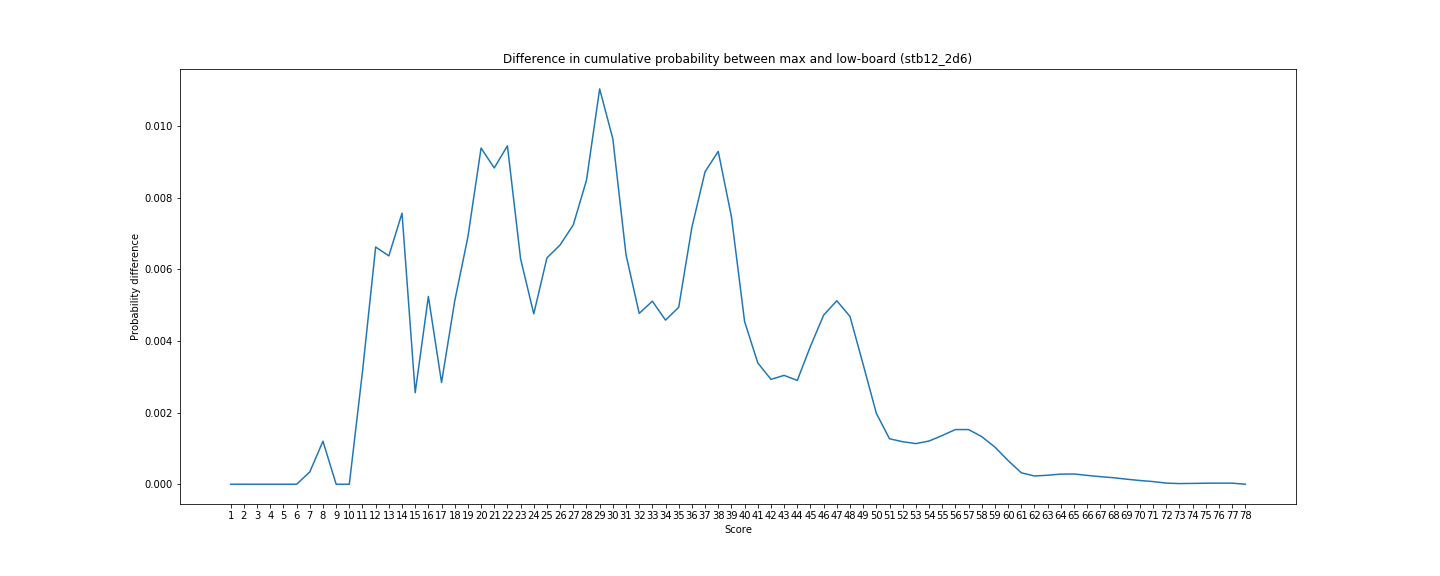 Difference in cumulative probability between max and low-board (stb12_2d6)
0.010
0.008
0.006
0.004
0.002
0.000
Probability difference
1 2 3 4 5 6 7 8 9 10 11 12 13 14 15 16 17 18 19 20 21 22 23 24 25 26 27 28 29 30 31 32 33 34 35 36 37 38 39 40 41 42 43 44 45 46 47 48 49 50 51 52 53 54 55 56 57 58 59 60 61 62 63 64 65 66 67 68 69 70 71 72 73 74 75 76 77 78
Score